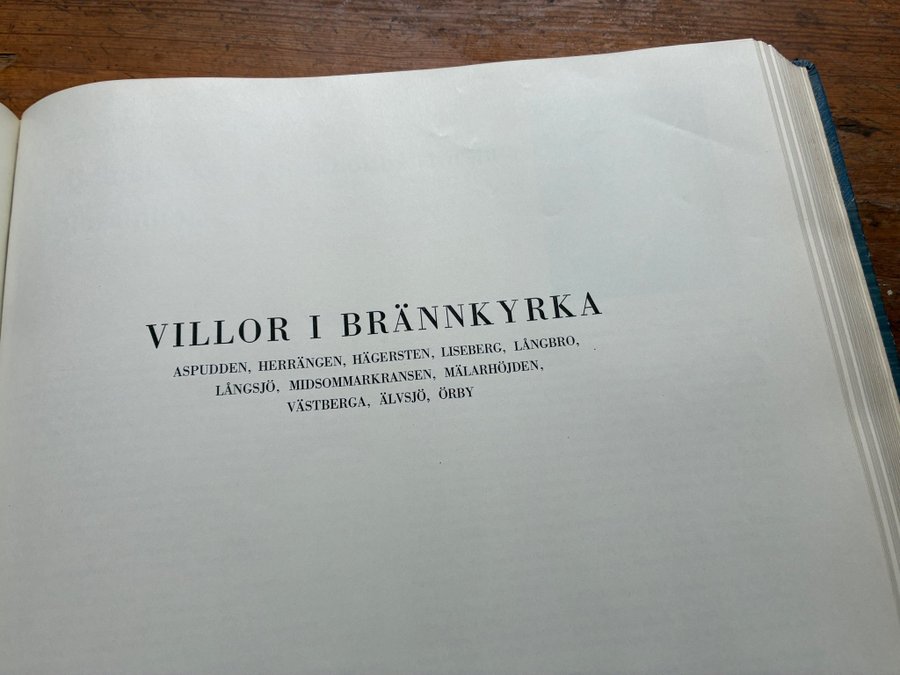 VILLOR I BRÄNNKYRKA
ASPUDDEN, HERRÄNGEN, HÄGERSTEN, LISEBERG, LÅNGBRO,
LÅNGSJÖ, MIDSOMMARKRANSEN, MÄLARHÖJDEN,
VÄSTBERGA, ÄLVSJÖ, ÖRBY